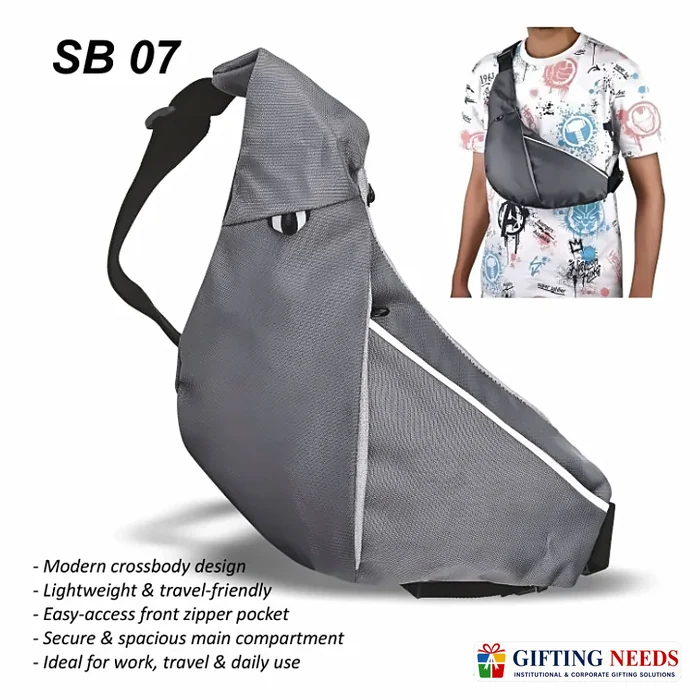 SB 07
- Modern crossbody design
- Lightweight & travel-friendly
- Easy-access front zipper pocket
- Secure & spacious main compartment
- Ideal for work, travel & daily use
GIFTING NEEDS
INSTITUTIONAL & CORPORATE GIFTING SOLUTIONS